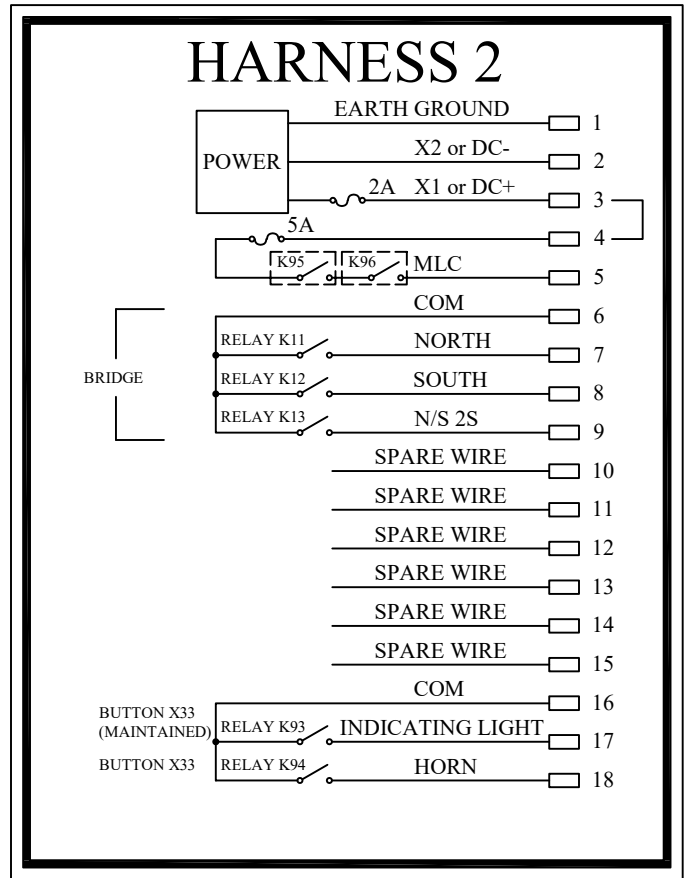 HARNESS 2
EARTH GROUND 1
POWER X2 or DC- 2
2A X1 or DC+ 3
5A 4
K95 K96 MLC 5
COM 6
RELAY K11 NORTH 7
BRIDGE RELAY K12 SOUTH 8
RELAY K13 N/S 2S 9
SPARE WIRE 10
SPARE WIRE 11
SPARE WIRE 12
SPARE WIRE 13
SPARE WIRE 14
SPARE WIRE 15
COM 16
BUTTON X33
(MAINTAINED) RELAY K93 INDICATING LIGHT 17
BUTTON X33 RELAY K94 HORN 18